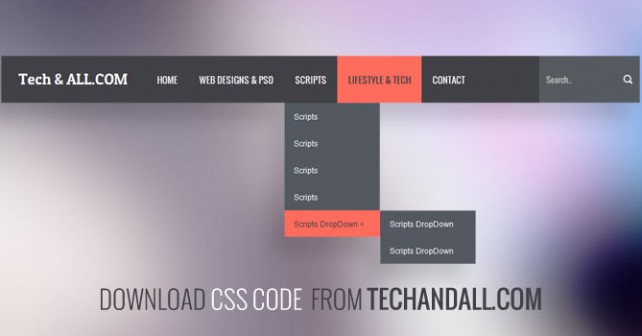 Tech & ALL.COM HOME WEB DESIGNS & PSD SCRIPTS LIFESTYLE & TECH CONTACT Search..
Scripts
Scripts
Scripts
Scripts
Scripts DropDown » Scripts DropDown
Scripts DropDown
DOWNLOAD CSS CODE FROM TECHANDALL.COM